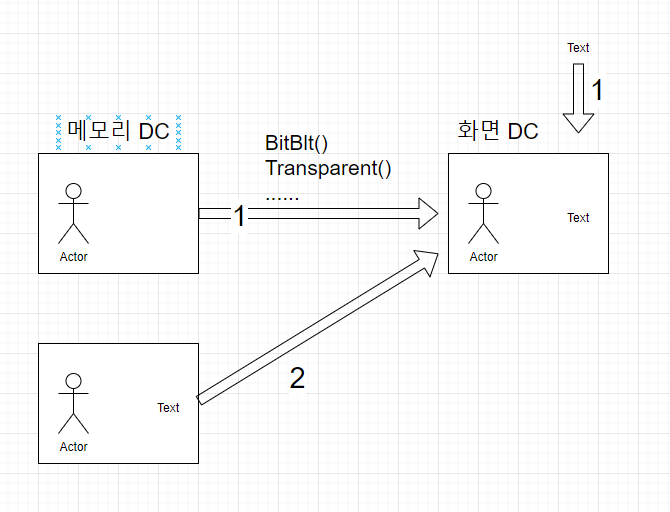 Text
1
메모리 DC
화면 DC
BitBlt()
Transparent()
......
1
Text
Actor
Actor
2
Text
Actor